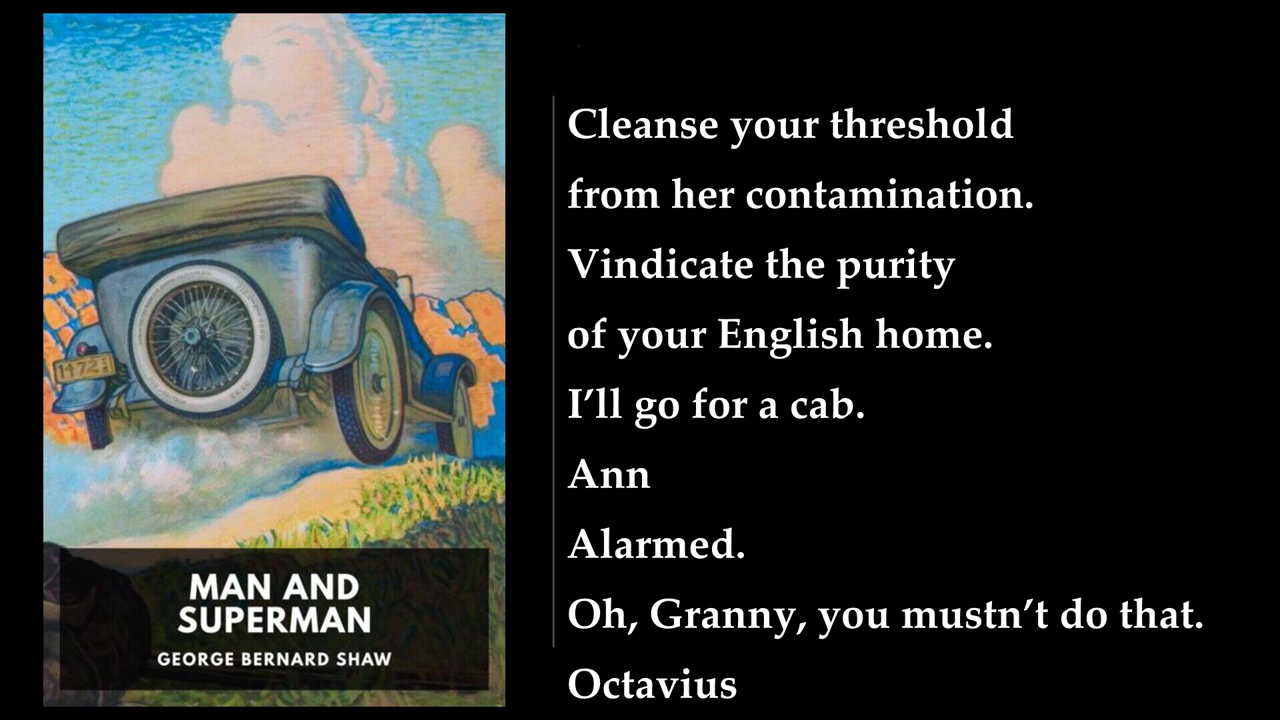 1472
MAN AND
SUPERMAN
GEORGE BERNARD SHAW
Cleanse your threshold
from her contamination.
Vindicate the purity
of your English home.
I’ll go for a cab.
Ann
Alarmed.
Oh, Granny, you mustn’t do that.
Octavius